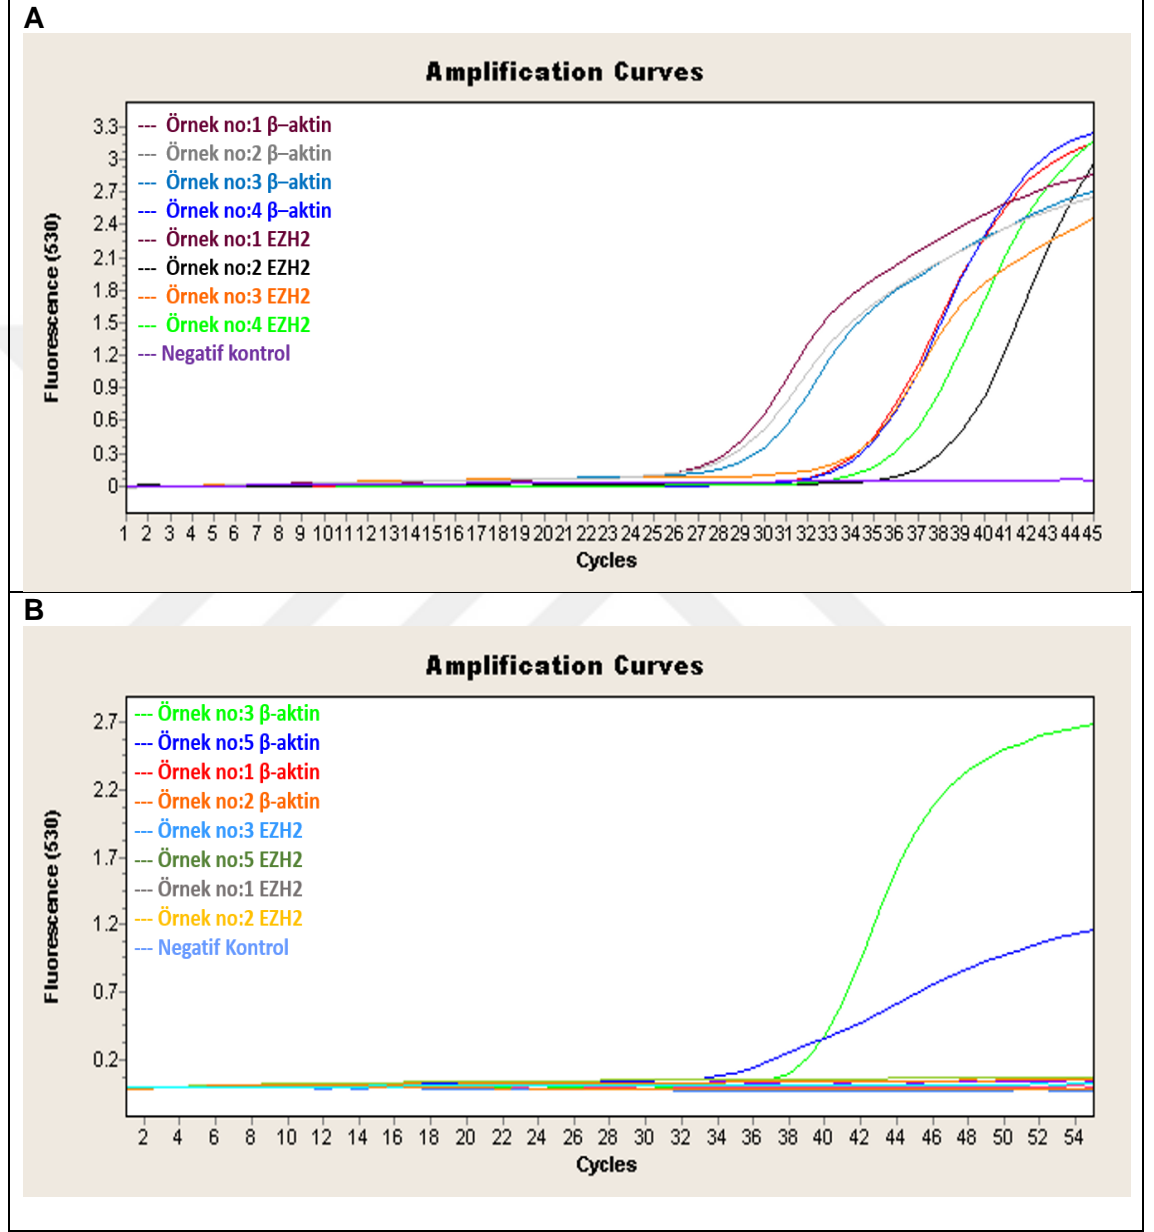 A
Amplification Curves
3.3
3
2.7
2.4
2.1
1.8
1.5
1.2
0.9
0.6
0.3
0
Fluorescence (530)
--- Örnek no:1 β–aktin
--- Örnek no:2 β–aktin
--- Örnek no:3 β–aktin
--- Örnek no:4 β–aktin
--- Örnek no:1 EZH2
--- Örnek no:2 EZH2
--- Örnek no:3 EZH2
--- Örnek no:4 EZH2
--- Negatif kontrol
1 2 3 4 5 6 7 8 9 10 11 12 13 14 15 16 17 18 19 20 21 22 23 24 25 26 27 28 29 30 31 32 33 34 35 36 37 38 39 40 41 42 43 44 45
Cycles
B
Amplification Curves
2.7
2.2
1.7
1.2
0.7
0.2
Fluorescence (530)
--- Örnek no:3 β-aktin
--- Örnek no:5 β-aktin
--- Örnek no:1 β-aktin
--- Örnek no:2 β-aktin
--- Örnek no:3 EZH2
--- Örnek no:5 EZH2
--- Örnek no:1 EZH2
--- Örnek no:2 EZH2
--- Negatif Kontrol
2 4 6 8 10 12 14 16 18 20 22 24 26 28 30 32 34 36 38 40 42 44 46 48 50 52 54
Cycles